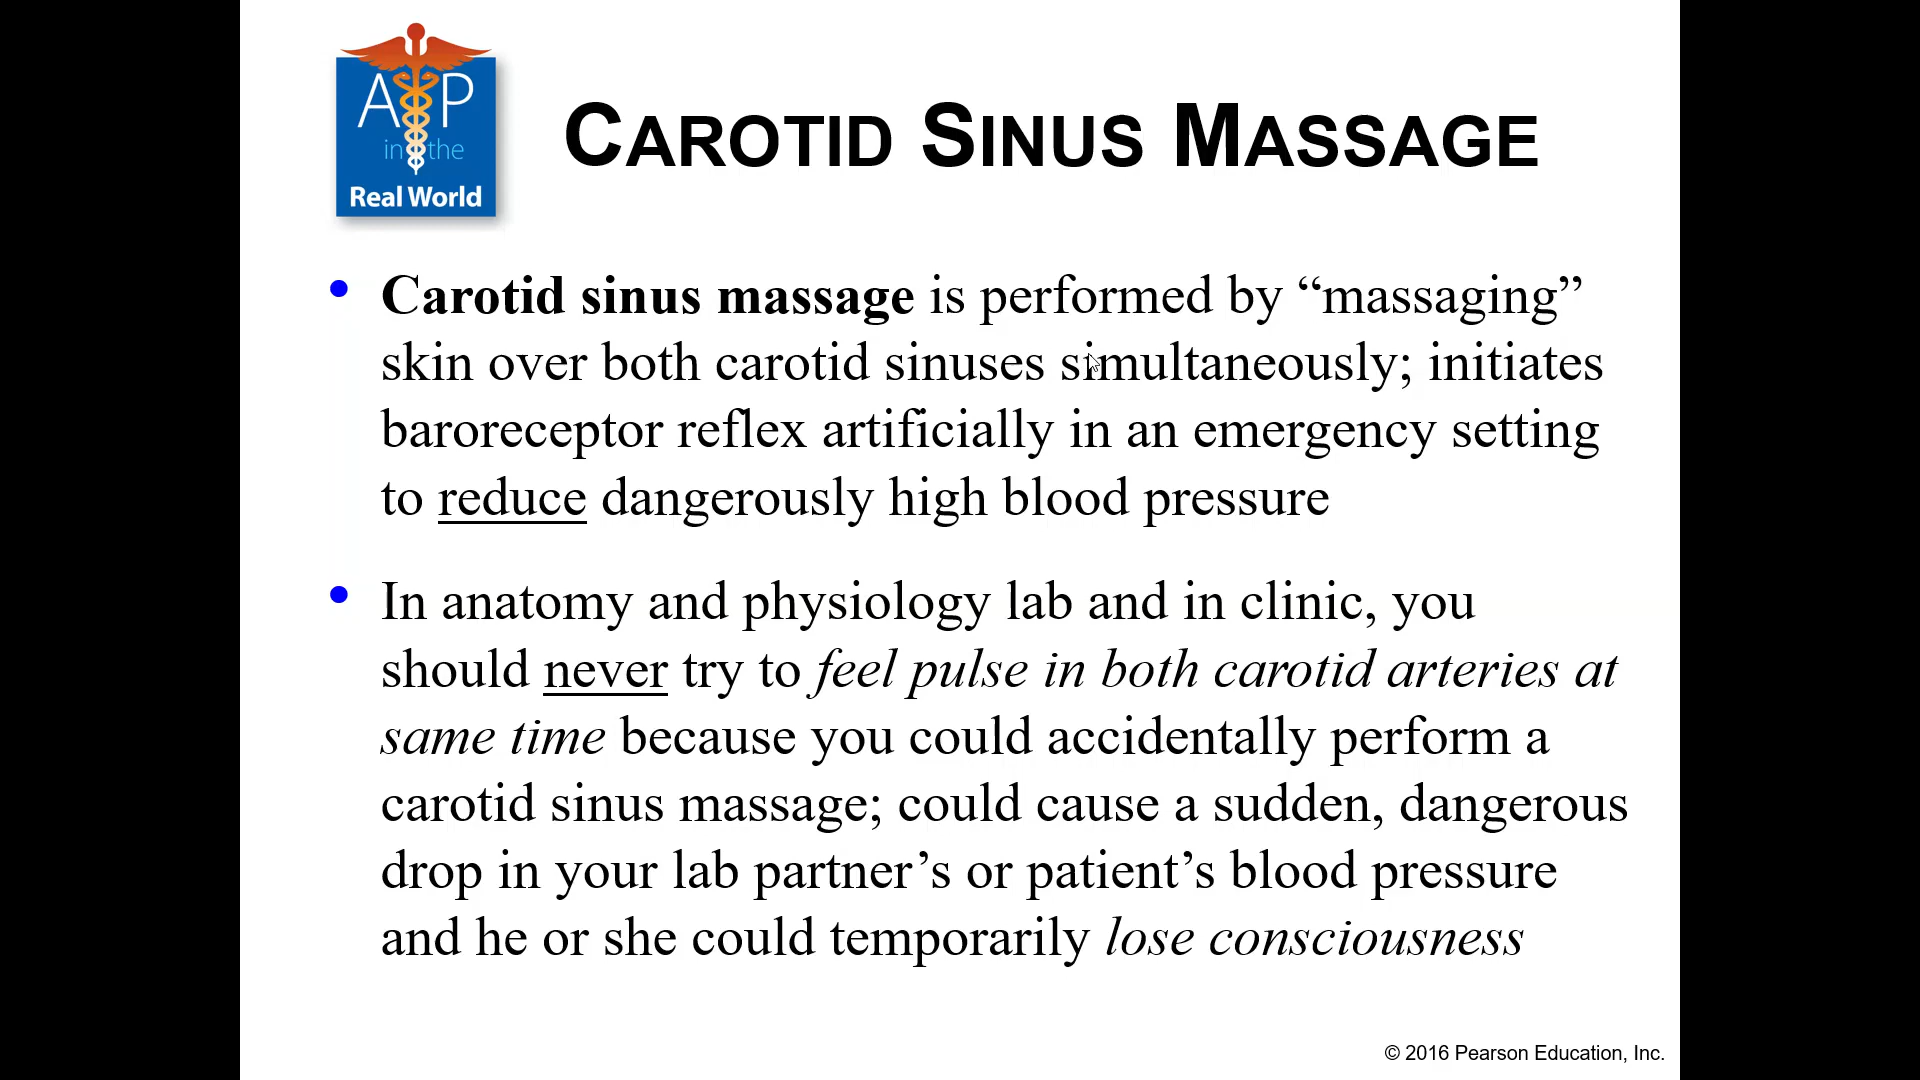 A P
in the
Real World
CAROTID SINUS MASSAGE
• Carotid sinus massage is performed by “massaging”
skin over both carotid sinuses simultaneously; initiates
baroreceptor reflex artificially in an emergency setting
to reduce dangerously high blood pressure
• In anatomy and physiology lab and in clinic, you
should never try to feel pulse in both carotid arteries at
same time because you could accidentally perform a
carotid sinus massage; could cause a sudden, dangerous
drop in your lab partner’s or patient’s blood pressure
and he or she could temporarily lose consciousness
© 2016 Pearson Education, Inc.